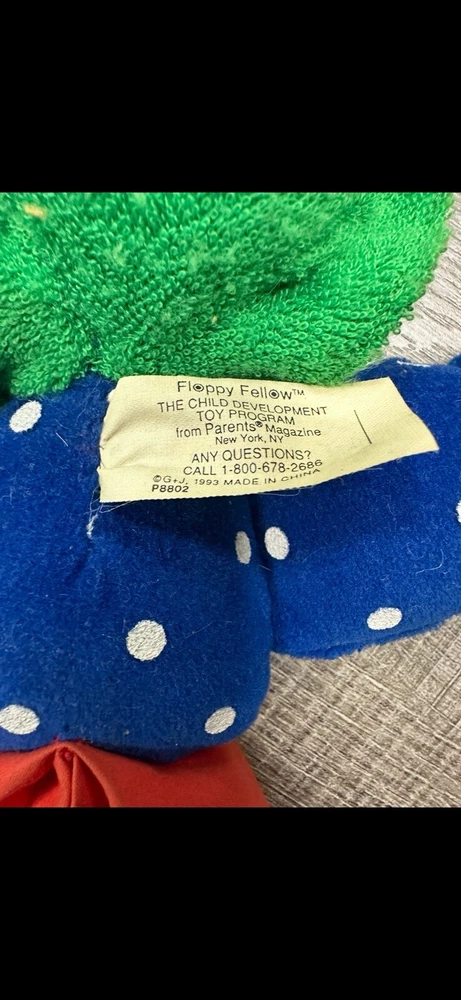 Floppy Fellow™
THE CHILD DEVELOPMENT
TOY PROGRAM
from Parents® Magazine
New York, NY
ANY QUESTIONS?
CALL 1-800-678-2686
©G+J, 1993 MADE IN CHINA
P8802